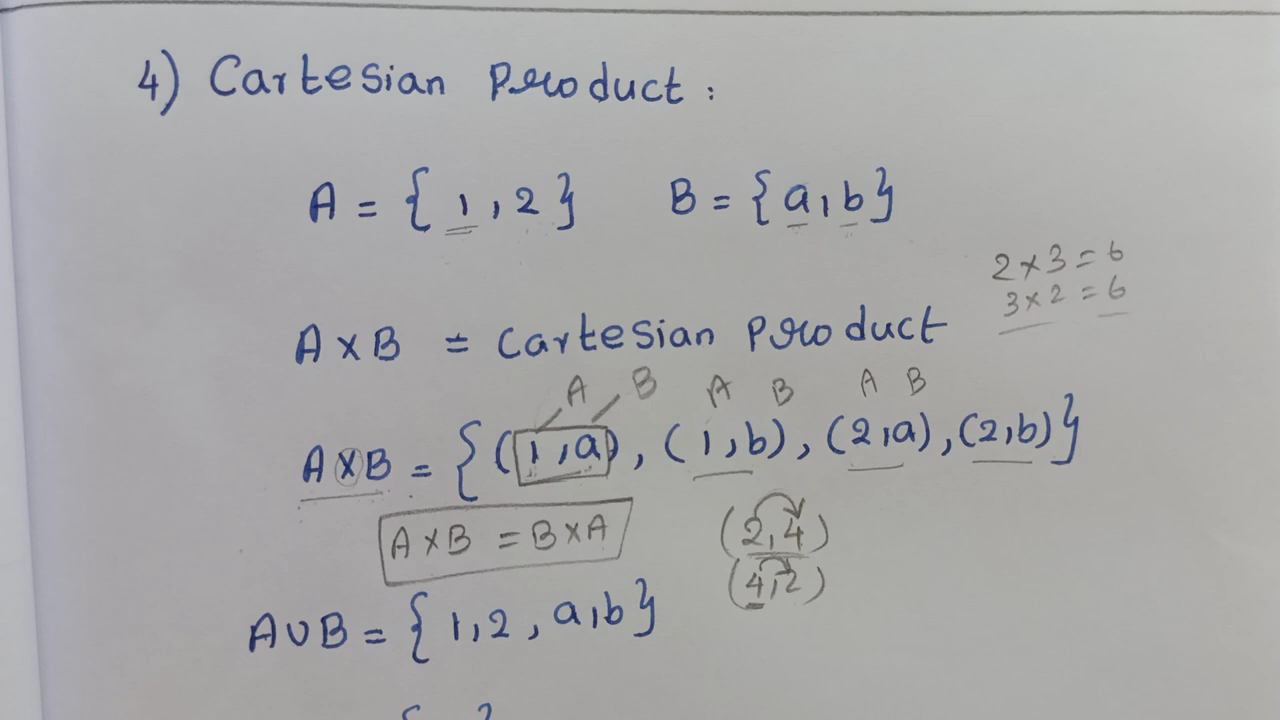 4) Cartesian Product :
A = { 1 , 2 } B = { a , b }
2 × 3 = 6
3 × 2 = 6
A × B = Cartesian Product
A B A B A B
A × B = { (1 , a) , ( 1 , b) , (2 , a) , (2 , b) }
A × B = B × A
(2 , 4)
(4 , 2)
A ∪ B = { 1 , 2 , a , b }